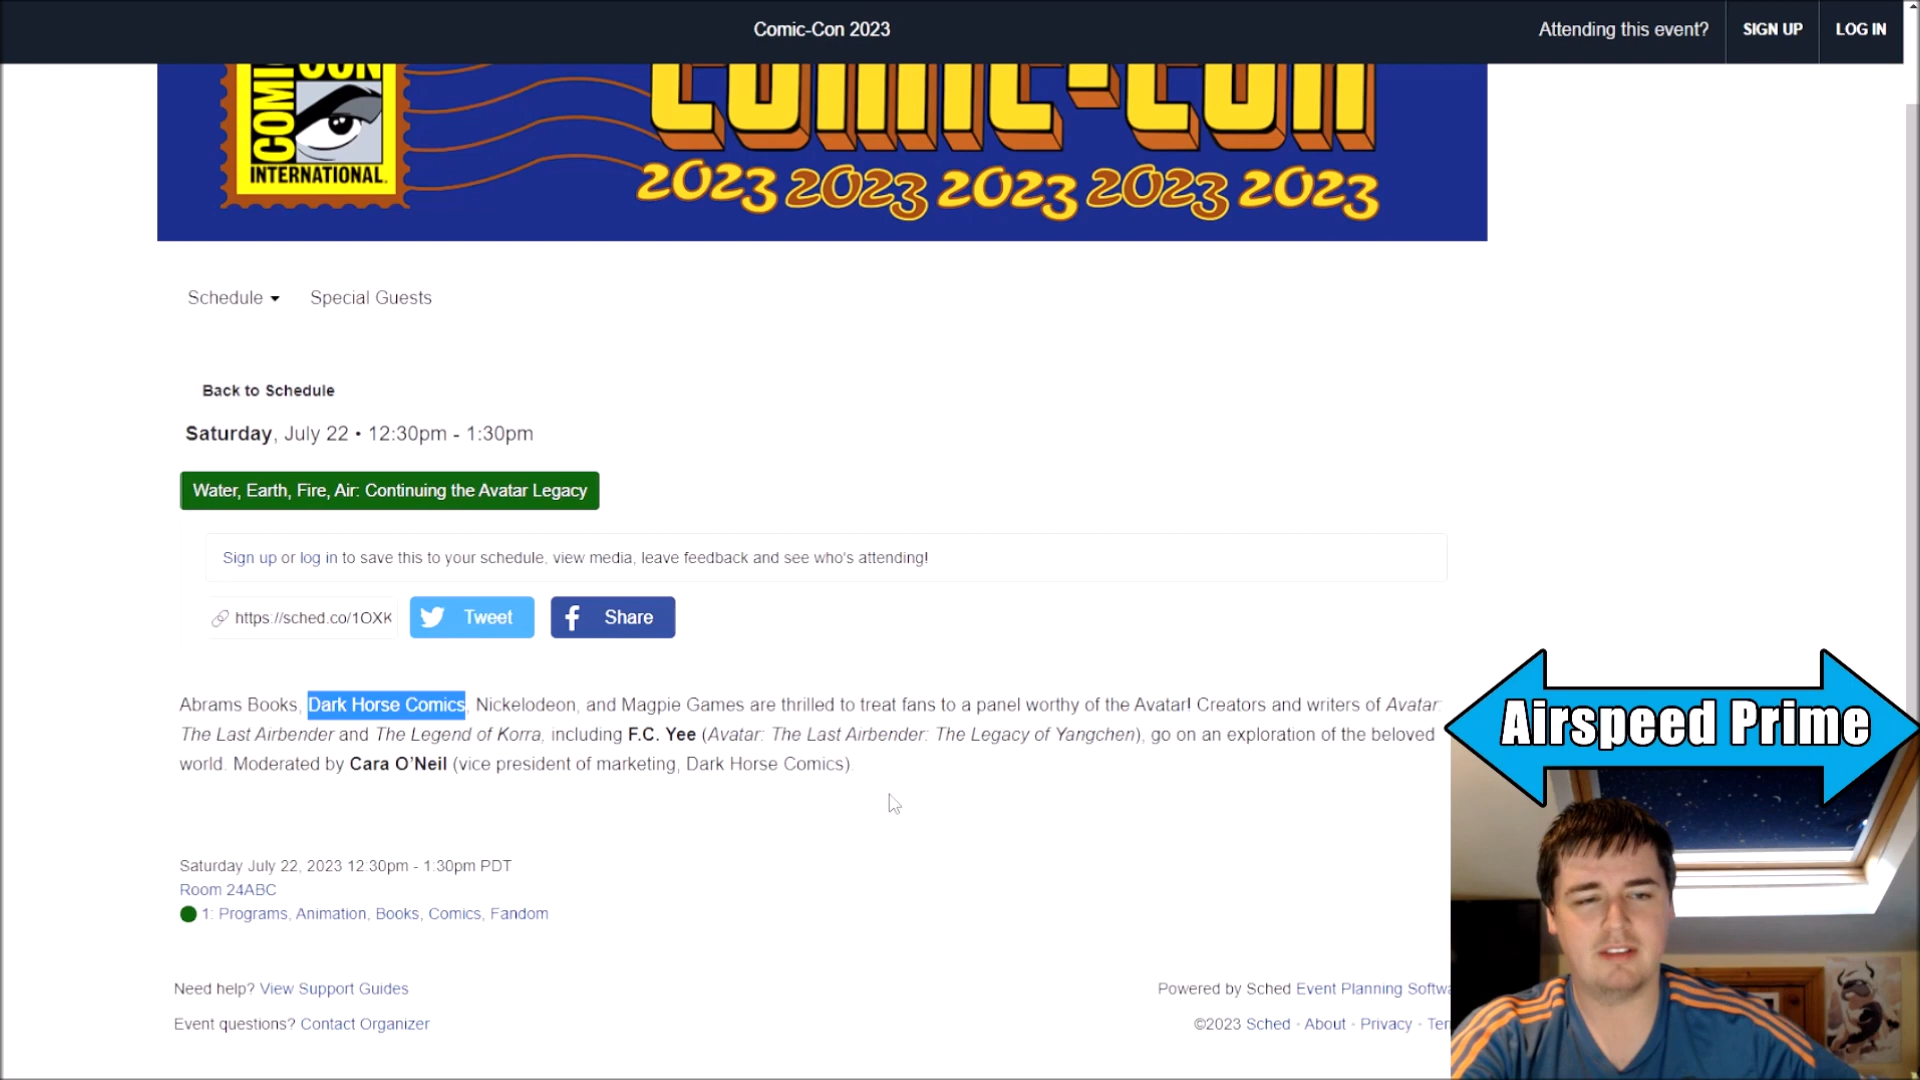 Comic-Con 2023
Attending this event?
SIGN UP
LOG IN
COMIC
CON
INTERNATIONAL
COMIC-CON
2023 2023 2023 2023 2023
Schedule
Special Guests
Back to Schedule
Saturday, July 22 • 12:30pm - 1:30pm
Water, Earth, Fire, Air: Continuing the Avatar Legacy
Sign up or log in to save this to your schedule, view media, leave feedback and see who's attending!
https://sched.co/1OXK
Tweet
Share
Abrams Books, Dark Horse Comics, Nickelodeon, and Magpie Games are thrilled to treat fans to a panel worthy of the Avatar! Creators and writers of Avatar:
The Last Airbender and The Legend of Korra, including F.C. Yee (Avatar: The Last Airbender: The Legacy of Yangchen), go on an exploration of the beloved
world. Moderated by Cara O’Neil (vice president of marketing, Dark Horse Comics).
Airspeed Prime
Saturday July 22, 2023 12:30pm - 1:30pm PDT
Room 24ABC
1: Programs, Animation, Books, Comics, Fandom
Need help? View Support Guides
Powered by Sched Event Planning Softw
Event questions? Contact Organizer
©2023 Sched · About · Privacy · Ter